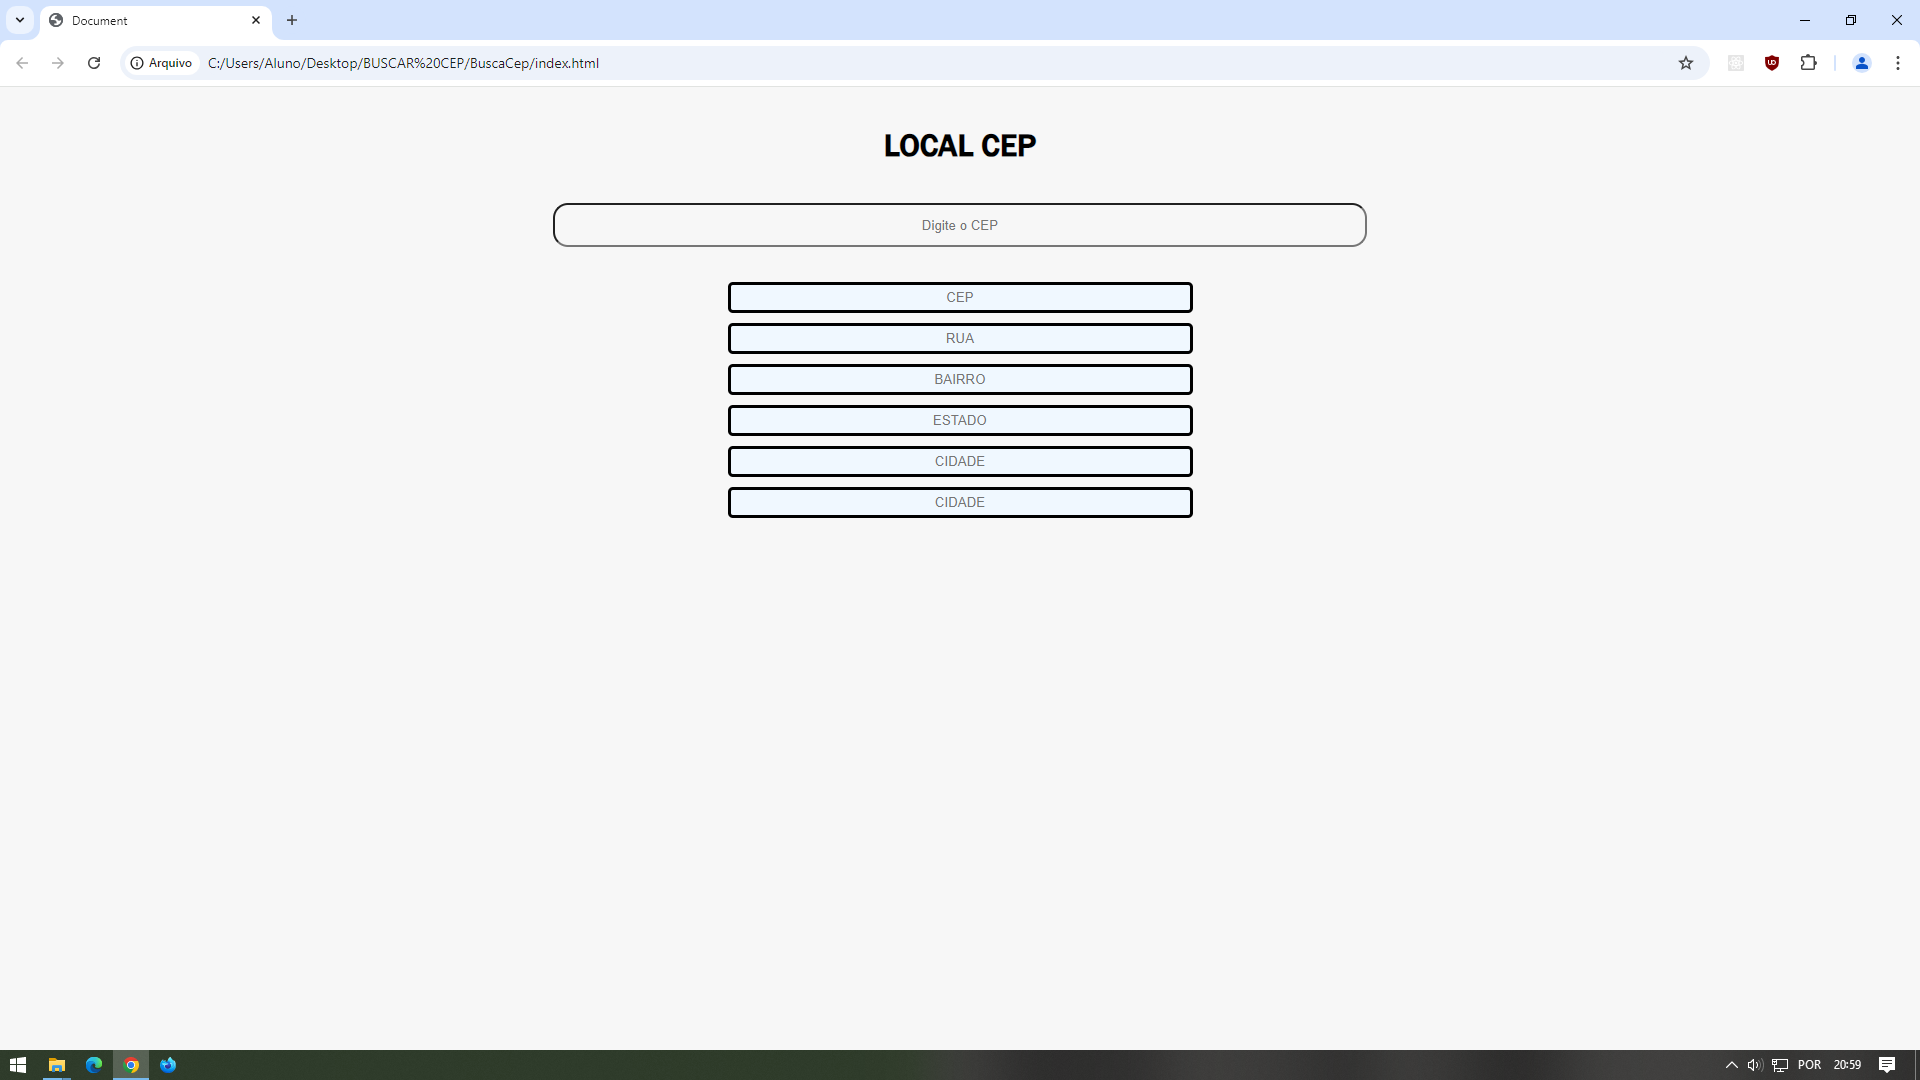 Document
Arquivo
C:/Users/Aluno/Desktop/BUSCAR%20CEP/BuscaCep/index.html
LOCAL CEP
Digite o CEP
CEP
RUA
BAIRRO
ESTADO
CIDADE
CIDADE
POR
20:59